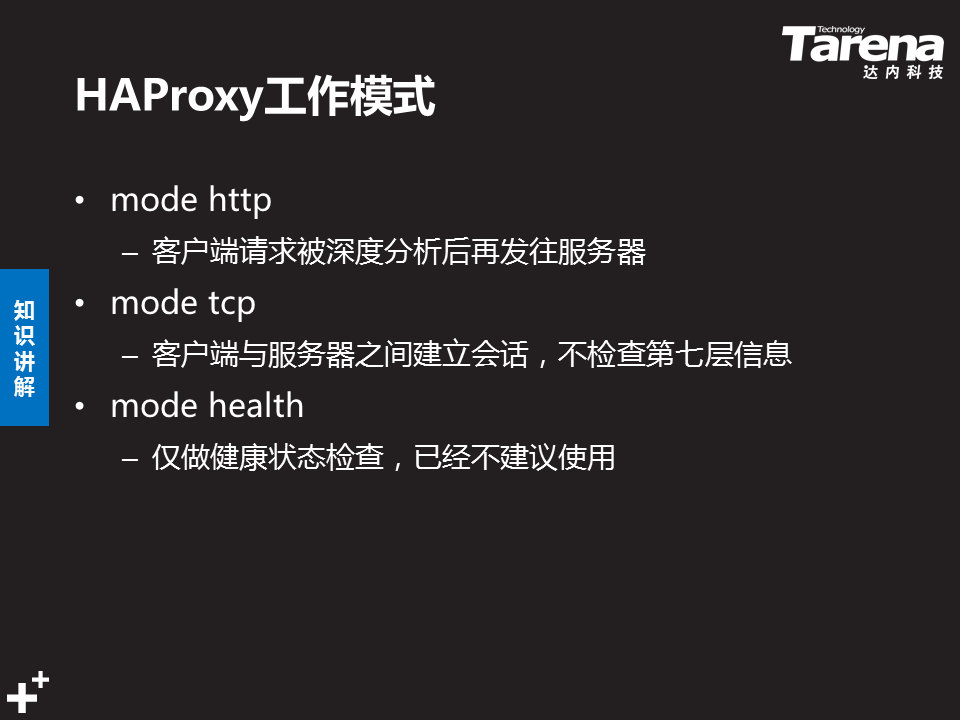 Technology
Tarena
达内科技
HAProxy工作模式
• mode http
– 客户端请求被深度分析后再发往服务器
• mode tcp
– 客户端与服务器之间建立会话，不检查第七层信息
• mode health
– 仅做健康状态检查，已经不建议使用
知识讲解